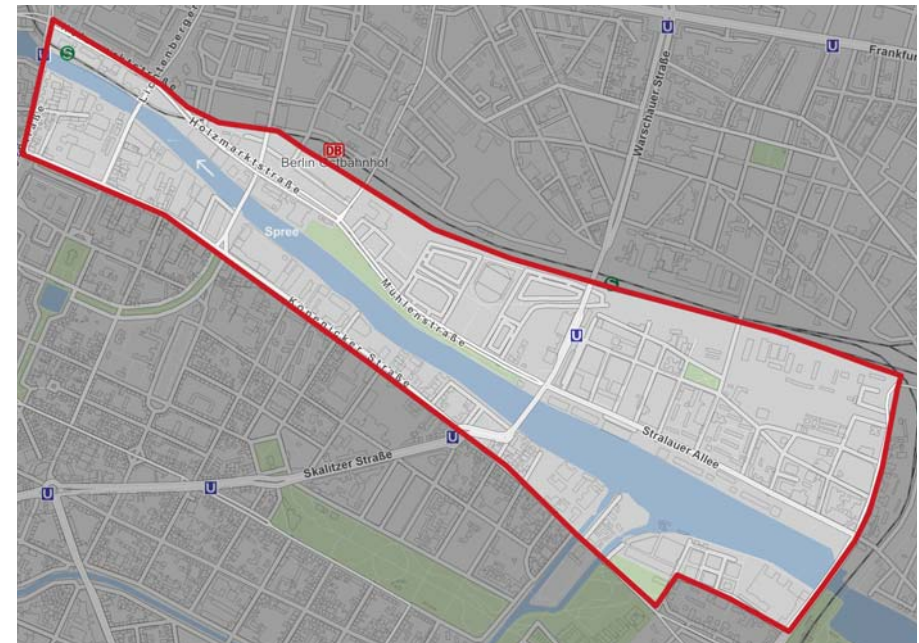 U
U
Frankfur
S
U
Lichtenberger
Warschauer Straße
Holzmarktstraße
DB
Berlin Ostbahnhof
Spree
S
Mühlenstraße
Köpenicker Straße
U
Stralauer Allee
U
Skalitzer Straße
U
U